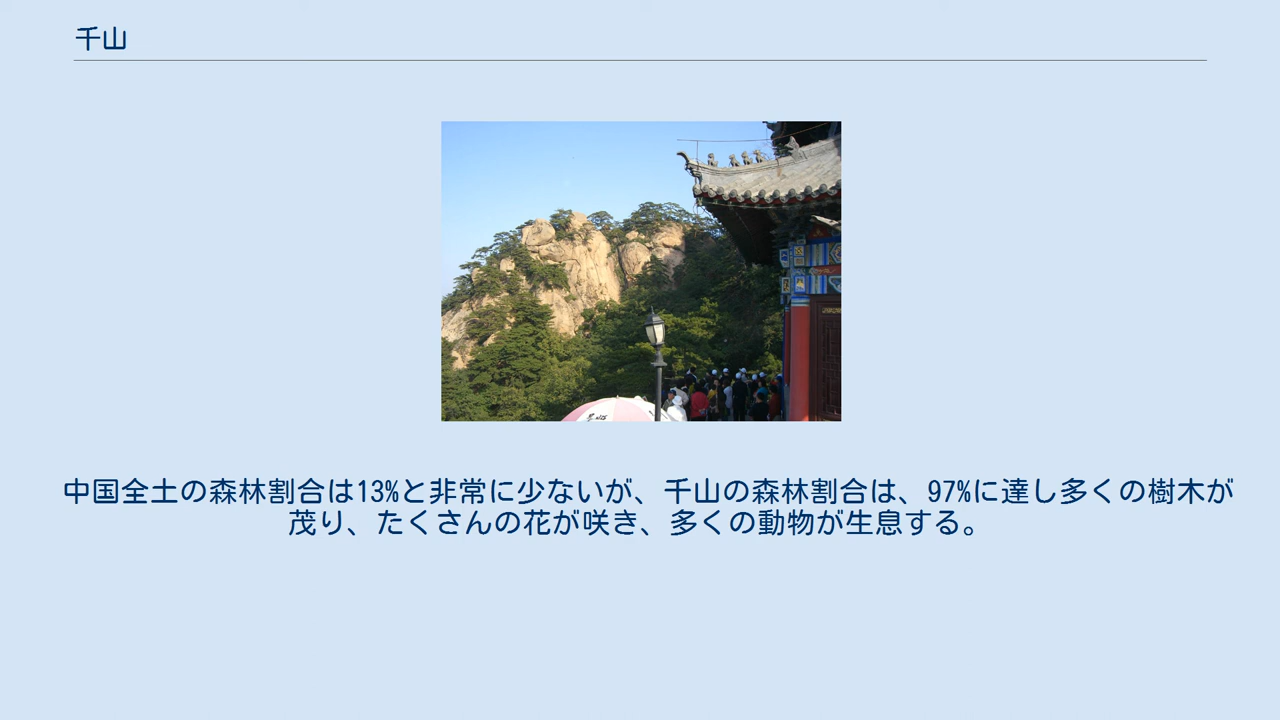 千山
中国全土の森林割合は13%と非常に少ないが、千山の森林割合は、97%に達し多くの樹木が
茂り、たくさんの花が咲き、多くの動物が生息する。